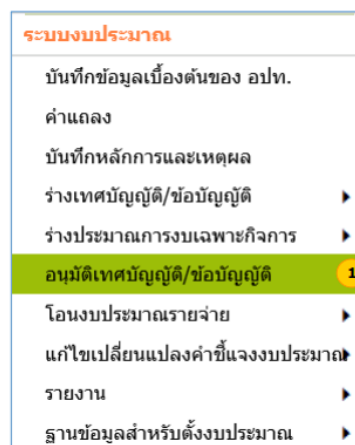 ระบบงบประมาณ
บันทึกข้อมูลเบื้องต้นของ อปท.
คำแถลง
บันทึกหลักการและเหตุผล
ร่างเทศบัญญัติ/ข้อบัญญัติ
ร่างประมาณการงบเฉพาะกิจการ
อนุมัติเทศบัญญัติ/ข้อบัญญัติ 1
โอนงบประมาณรายจ่าย
แก้ไขเปลี่ยนแปลงคำชี้แจงงบประมาณ
รายงาน
ฐานข้อมูลสำหรับตั้งงบประมาณ